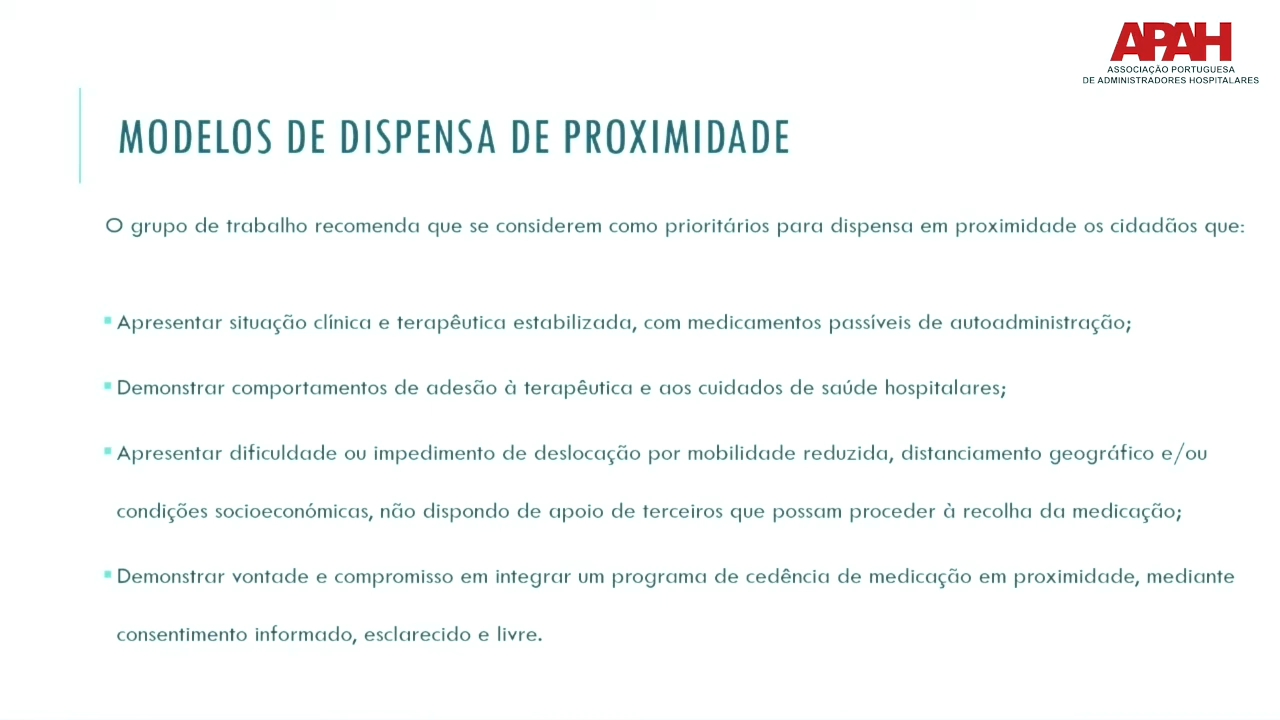 APAH
ASSOCIAÇÃO PORTUGUESA
DE ADMINISTRADORES HOSPITALARES
MODELOS DE DISPENSA DE PROXIMIDADE
O grupo de trabalho recomenda que se considerem como prioritários para dispensa em proximidade os cidadãos que:
▪ Apresentar situação clínica e terapêutica estabilizada, com medicamentos passíveis de autoadministração;
▪ Demonstrar comportamentos de adesão à terapêutica e aos cuidados de saúde hospitalares;
▪ Apresentar dificuldade ou impedimento de deslocação por mobilidade reduzida, distanciamento geográfico e/ou
condições socioeconómicas, não dispondo de apoio de terceiros que possam proceder à recolha da medicação;
▪ Demonstrar vontade e compromisso em integrar um programa de cedência de medicação em proximidade, mediante
consentimento informado, esclarecido e livre.